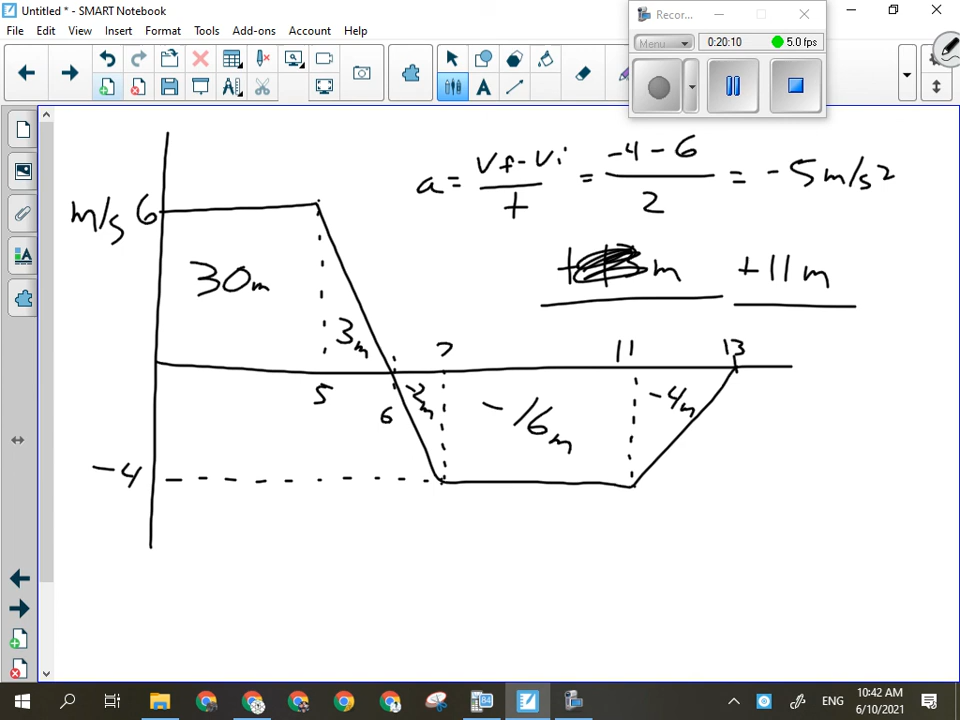 Untitled * - SMART Notebook
Recor...
File Edit View Insert Format Tools Add-ons Account Help
Menu
0:20:10
5.0 fps
a = Vf-Vi / t = -4 - 6 / 2 = -5 m/s2
m/s 6
30m
3m
m
+11 m
7
11
13
5
6
-2m
-16m
-4m
-4
ENG
10:42 AM
6/10/2021